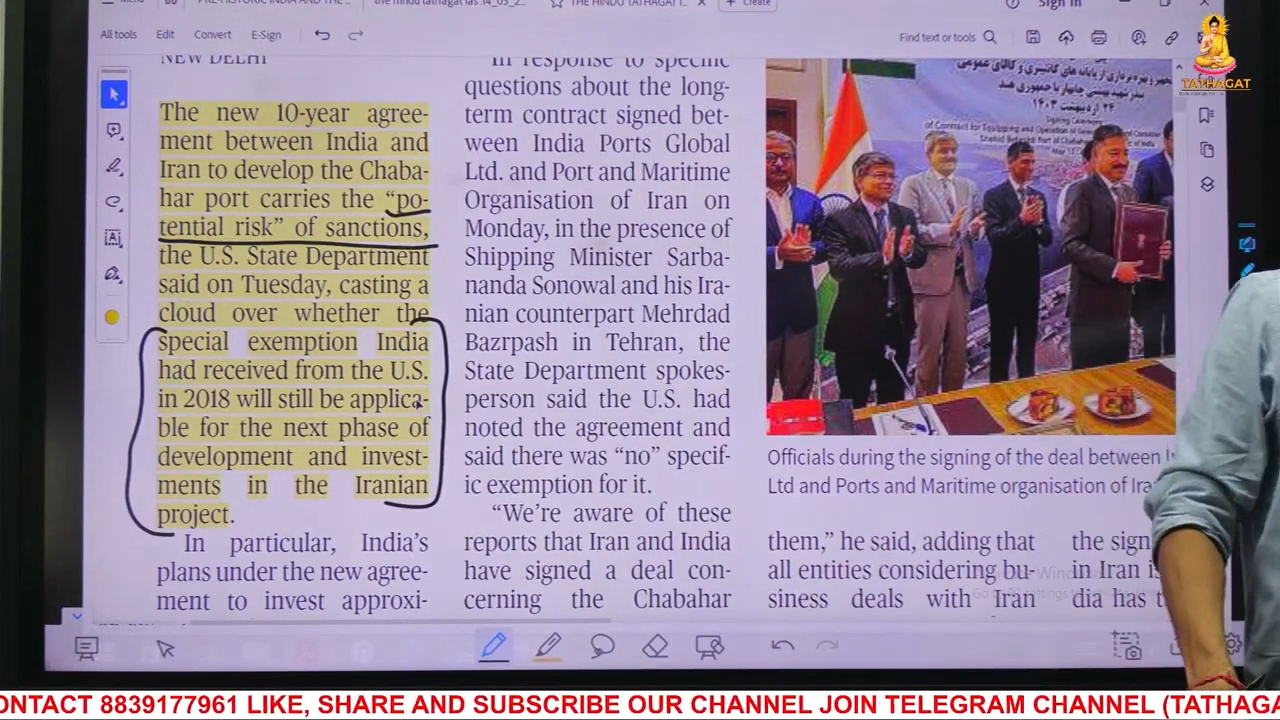 Create
Sign in
All tools
Edit
Convert
E-Sign
Find text or tools
TATHAGAT
NEW DELHI
The new 10-year agree-
ment between India and
Iran to develop the Chaba-
har port carries the “po-
tential risk” of sanctions,
the U.S. State Department
said on Tuesday, casting a
cloud over whether the
special exemption India
had received from the U.S.
in 2018 will still be applica-
ble for the next phase of
development and invest-
ments in the Iranian
project.
In particular, India’s
plans under the new agree-
ment to invest approxi-
In response to specific
questions about the long-
term contract signed bet-
ween India Ports Global
Ltd. and Port and Maritime
Organisation of Iran on
Monday, in the presence of
Shipping Minister Sarba-
nanda Sonowal and his Ira-
nian counterpart Mehrdad
Bazrpash in Tehran, the
State Department spokes-
person said the U.S. had
noted the agreement and
said there was “no” specif-
ic exemption for it.
“We’re aware of these
reports that Iran and India
have signed a deal con-
cerning the Chabahar
۲۴ اردیبهشت ۱۴۰۳
Signing Ceremony
Officials during the signing of the deal between
Ltd and Ports and Maritime organisation of
them,” he said, adding that
all entities considering bu-
siness deals with Iran
the sign
in Iran is
dia has
ONTACT 8839177961 LIKE, SHARE AND SUBSCRIBE OUR CHANNEL JOIN TELEGRAM CHANNEL (TATHAGA